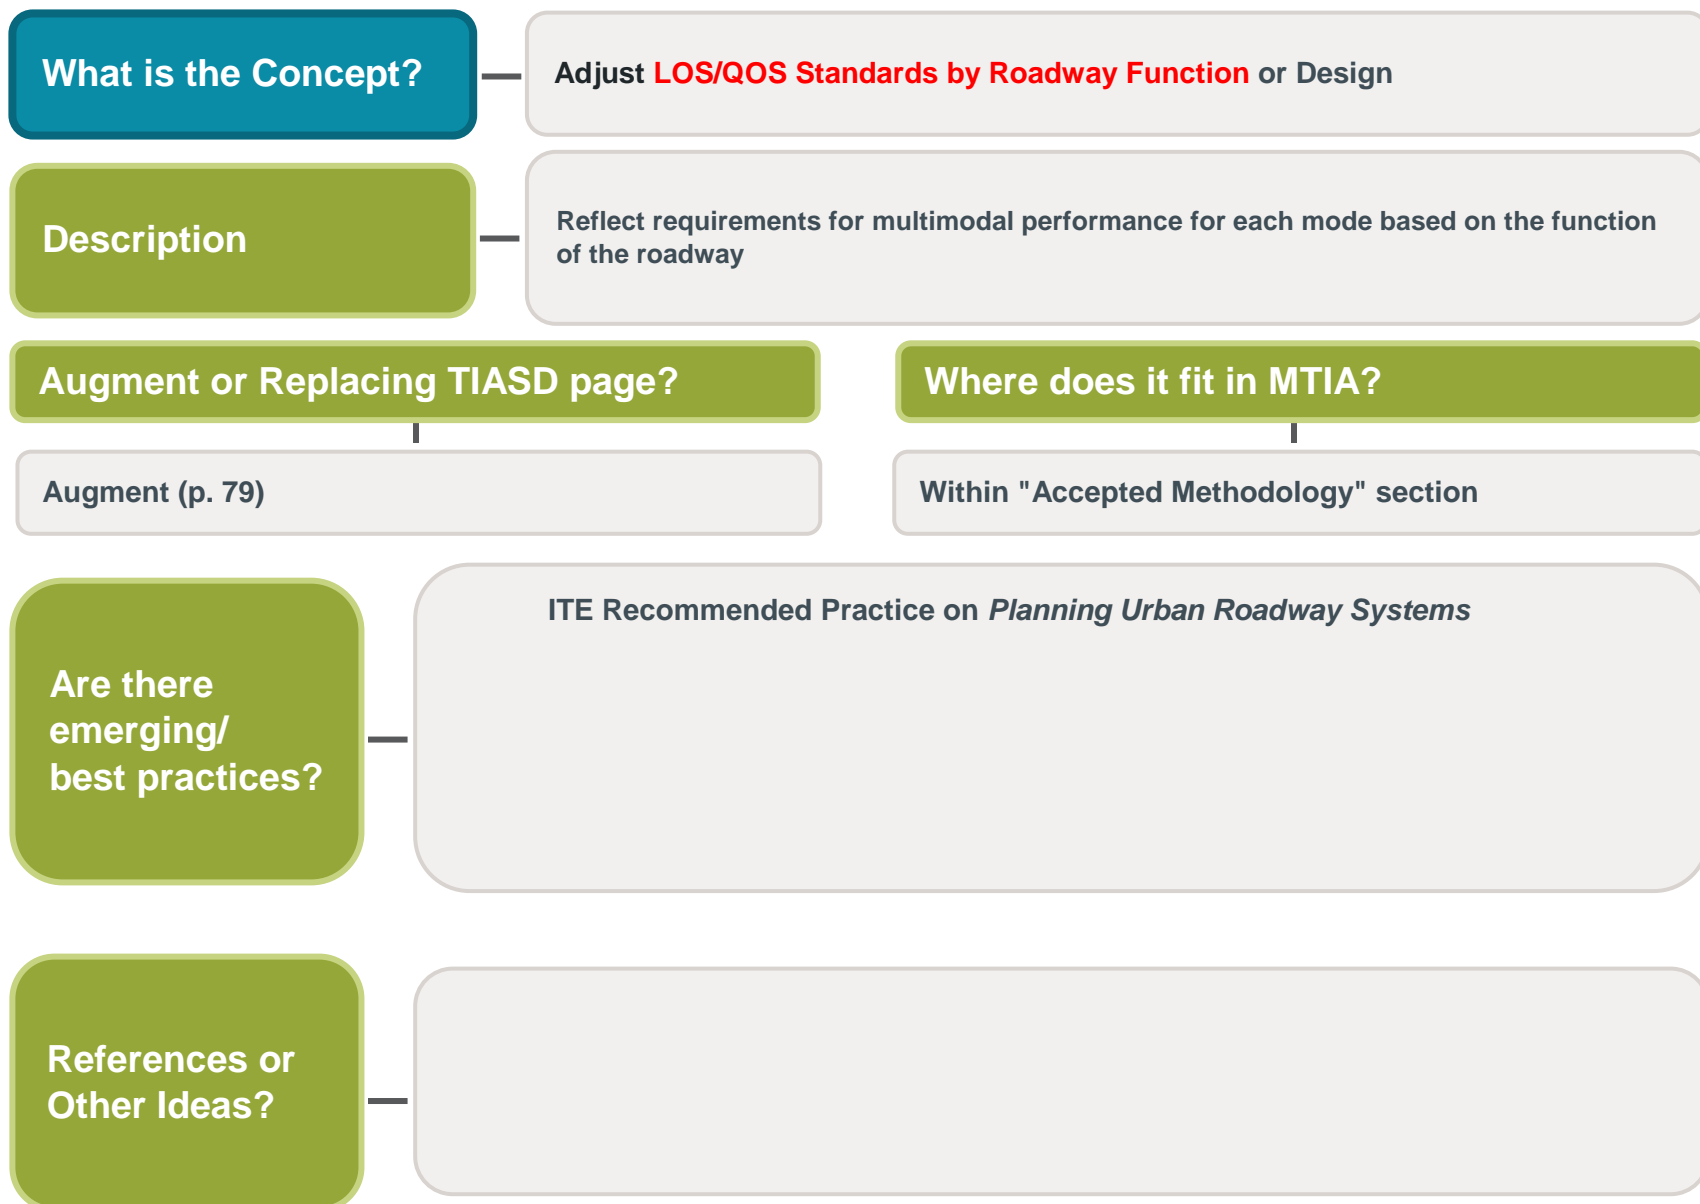 What is the Concept?
Adjust LOS/QOS Standards by Roadway Function or Design
Description
Reflect requirements for multimodal performance for each mode based on the function
of the roadway
Augment or Replacing TIASD page?
Where does it fit in MTIA?
Augment (p. 79)
Within "Accepted Methodology" section
Are there
emerging/
best practices?
ITE Recommended Practice on Planning Urban Roadway Systems
References or
Other Ideas?